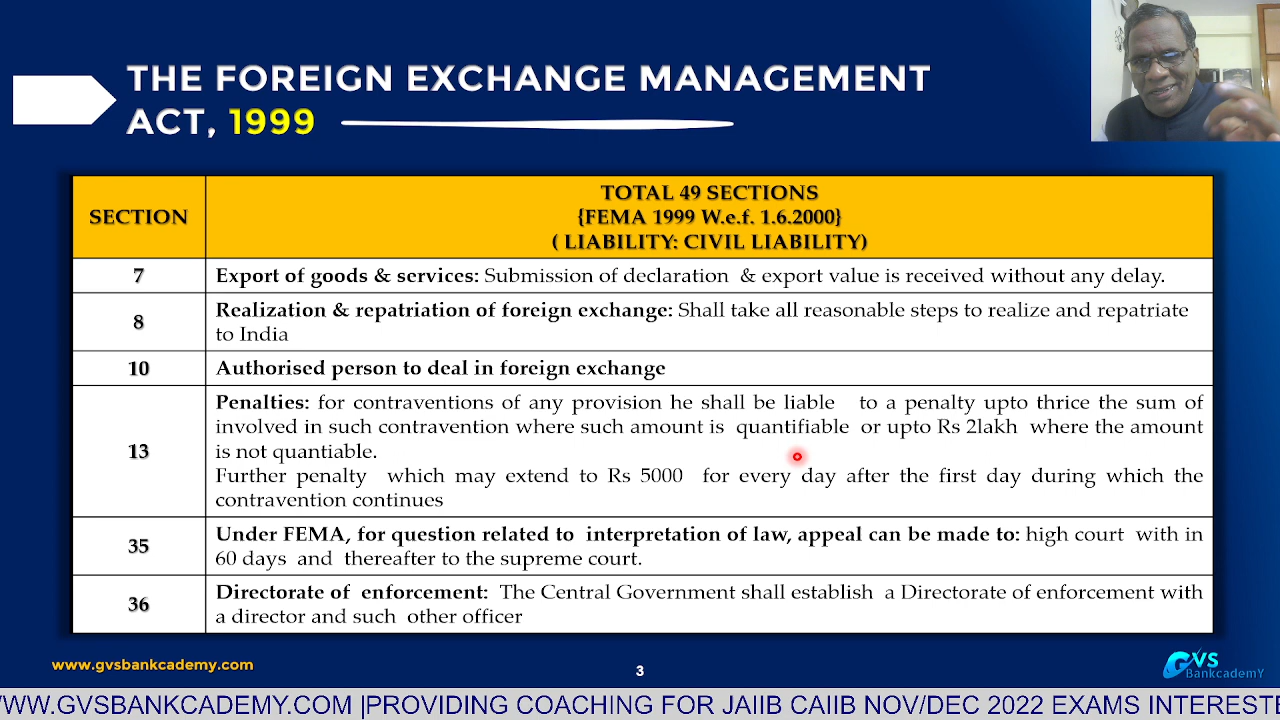 THE FOREIGN EXCHANGE MANAGEMENT
ACT, 1999
SECTION
TOTAL 49 SECTIONS
{FEMA 1999 W.e.f. 1.6.2000}
( LIABILITY: CIVIL LIABILITY)
7
Export of goods & services: Submission of declaration & export value is received without any delay.
8
Realization & repatriation of foreign exchange: Shall take all reasonable steps to realize and repatriate
to India
10
Authorised person to deal in foreign exchange
13
Penalties: for contraventions of any provision he shall be liable to a penalty upto thrice the sum of
involved in such contravention where such amount is quantifiable or upto Rs 2lakh where the amount
is not quantiable.
Further penalty which may extend to Rs 5000 for every day after the first day during which the
contravention continues
35
Under FEMA, for question related to interpretation of law, appeal can be made to: high court with in
60 days and thereafter to the supreme court.
36
Directorate of enforcement: The Central Government shall establish a Directorate of enforcement with
a director and such other officer
www.gvsbankcademy.com
3
GVS
BankcademY
WWW.GVSBANKCADEMY.COM |PROVIDING COACHING FOR JAIIB CAIIB NOV/DEC 2022 EXAMS INTERESTE